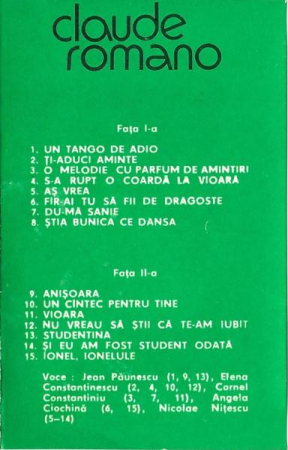 claude
romano
Fața I-a
1. UN TANGO DE ADIO
2. ȚI-ADUCI AMINTE
3. O MELODIE CU PARFUM DE AMINTIRI
4. S-A RUPT O COARDĂ LA VIOARĂ
5. AȘ VREA
6. FIR-AI TU SĂ FII DE DRAGOSTE
7. DU-MĂ SANIE
8. ȘTIA BUNICA CE DANSA
Fața II-a
9. ANIȘOARA
10. UN CÎNTEC PENTRU TINE
11. VIOARA
12. NU VREAU SĂ ȘTII CĂ TE-AM IUBIT
13. STUDENTINA
14. ȘI EU AM FOST STUDENT ODATĂ
15. IONEL, IONELULE
Voce : Jean Păunescu (1, 9, 13), Elena
Constantinescu (2, 4, 10, 12), Cornel
Constantiniu (3, 7, 11), Angela
Ciochină (6, 15), Nicolae Nițescu
(5—14)